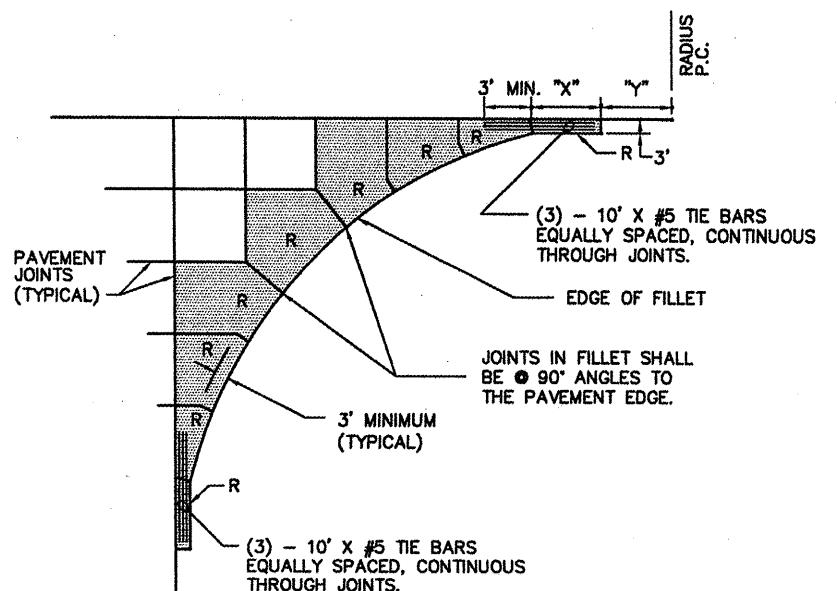 RADIUS
P.C.
3' MIN. "X" "Y"
R
R
R
3'
R
(3) - 10' X #5 TIE BARS
EQUALLY SPACED, CONTINUOUS
THROUGH JOINTS.
R
R
PAVEMENT
JOINTS
(TYPICAL)
EDGE OF FILLET
R
R
JOINTS IN FILLET SHALL
BE @ 90° ANGLES TO
THE PAVEMENT EDGE.
3' MINIMUM
(TYPICAL)
R
R
(3) - 10' X #5 TIE BARS
EQUALLY SPACED, CONTINUOUS
THROUGH JOINTS.